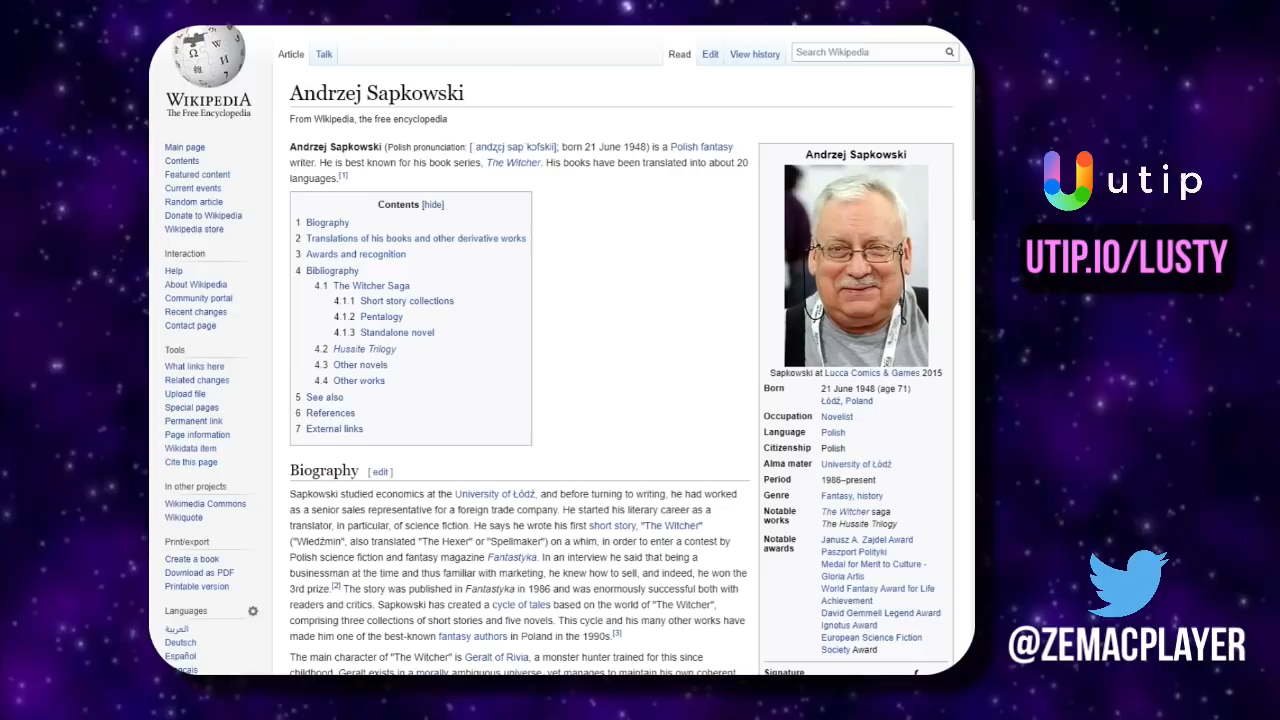 WIKIPEDIA
The Free Encyclopedia
Main page
Contents
Featured content
Current events
Random article
Donate to Wikipedia
Wikipedia store
Interaction
Help
About Wikipedia
Community portal
Recent changes
Contact page
Tools
What links here
Related changes
Upload file
Special pages
Permanent link
Page information
Wikidata item
Cite this page
In other projects
Wikimedia Commons
Wikiquote
Print/export
Create a book
Download as PDF
Printable version
Languages
العربية
Deutsch
Español
Article Talk
Read Edit View history Search Wikipedia
Andrzej Sapkowski
From Wikipedia, the free encyclopedia
Andrzej Sapkowski (Polish pronunciation: born 21 June 1948) is a Polish fantasy
writer. He is best known for his book series, The Witcher. His books have been translated into about 20
languages.[1]
Contents [hide]
1 Biography
2 Translations of his books and other derivative works
3 Awards and recognition
4 Bibliography
4.1 The Witcher Saga
4.1.1 Short story collections
4.1.2 Pentalogy
4.1.3 Standalone novel
4.2 Hussite Trilogy
4.3 Other novels
4.4 Other works
5 See also
6 References
7 External links
Biography [ edit ]
Sapkowski studied economics at the University of Łódź, and before turning to writing, he had worked
as a senior sales representative for a foreign trade company. He started his literary career as a
translator, in particular, of science fiction. He says he wrote his first short story, "The Witcher"
("Wiedźmin", also translated "The Hexer" or "Spellmaker") on a whim, in order to enter a contest by
Polish science fiction and fantasy magazine Fantastyka. In an interview he said that being a
businessman at the time and thus familiar with marketing, he knew how to sell, and indeed, he won the
3rd prize.[2] The story was published in Fantastyka in 1986 and was enormously successful both with
readers and critics. Sapkowski has created a cycle of tales based on the world of "The Witcher",
comprising three collections of short stories and five novels. This cycle and his many other works have
made him one of the best-known fantasy authors in Poland in the 1990s.[3]
The main character of "The Witcher" is Geralt of Rivia, a monster hunter trained for this since
childhood. Geralt exists in a morally ambiguous universe, yet manages to maintain his own coherent
Andrzej Sapkowski
Sapkowski at Lucca Comics & Games 2015
Born 21 June 1948 (age 71)
Łódź, Poland
Occupation Novelist
Language Polish
Citizenship Polish
Alma mater University of Łódź
Period 1986–present
Genre Fantasy, history
Notable works The Witcher saga
The Hussite Trilogy
Notable awards Janusz A. Zajdel Award
Paszport Polityki
Medal for Merit to Culture -
Gloria Artis
World Fantasy Award for Life
Achievement
David Gemmell Legend Award
Ignotus Award
European Science Fiction
Society Award
Signature
utip
UTIP.IO/LUSTY
@ZEMACPLAYER